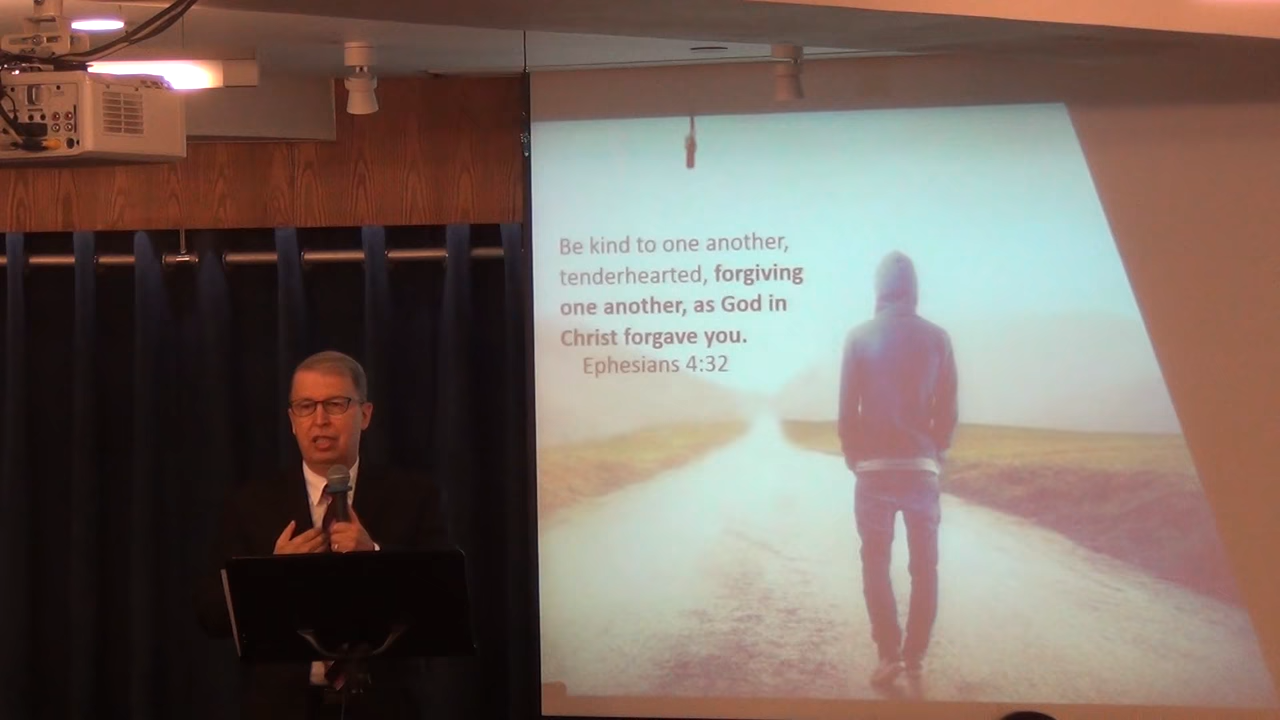 Be kind to one another,
tenderhearted, forgiving
one another, as God in
Christ forgave you.
Ephesians 4:32